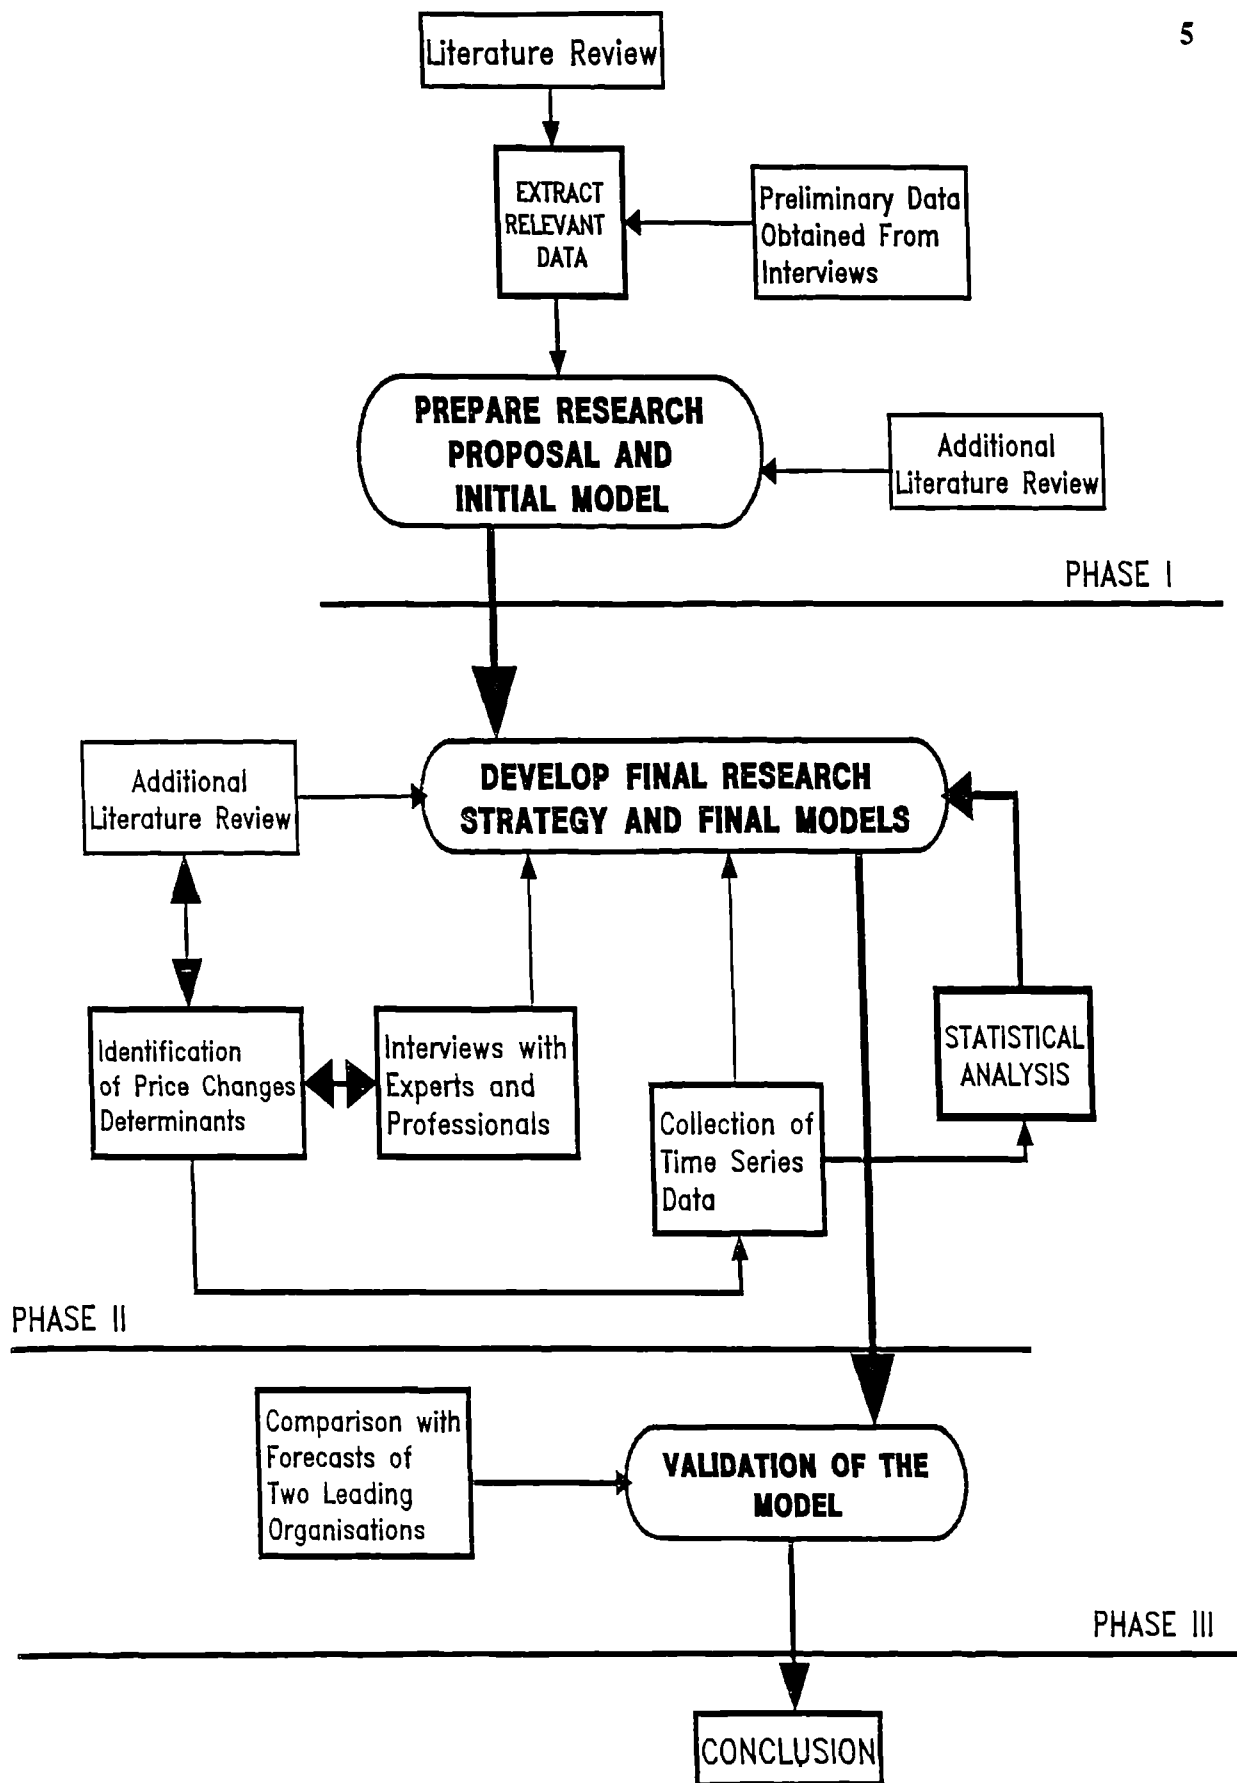 5
Literature Review
EXTRACT
RELEVANT
DATA
Preliminary Data
Obtained From
Interviews
PREPARE RESEARCH
PROPOSAL AND
INITIAL MODEL
Additional
Literature Review
PHASE I
Additional
Literature Review
DEVELOP FINAL RESEARCH
STRATEGY AND FINAL MODELS
Identification
of Price Changes
Determinants
Interviews with
Experts and
Professionals
Collection of
Time Series
Data
STATISTICAL
ANALYSIS
PHASE II
Comparison with
Forecasts of
Two Leading
Organisations
VALIDATION OF THE
MODEL
PHASE III
CONCLUSION